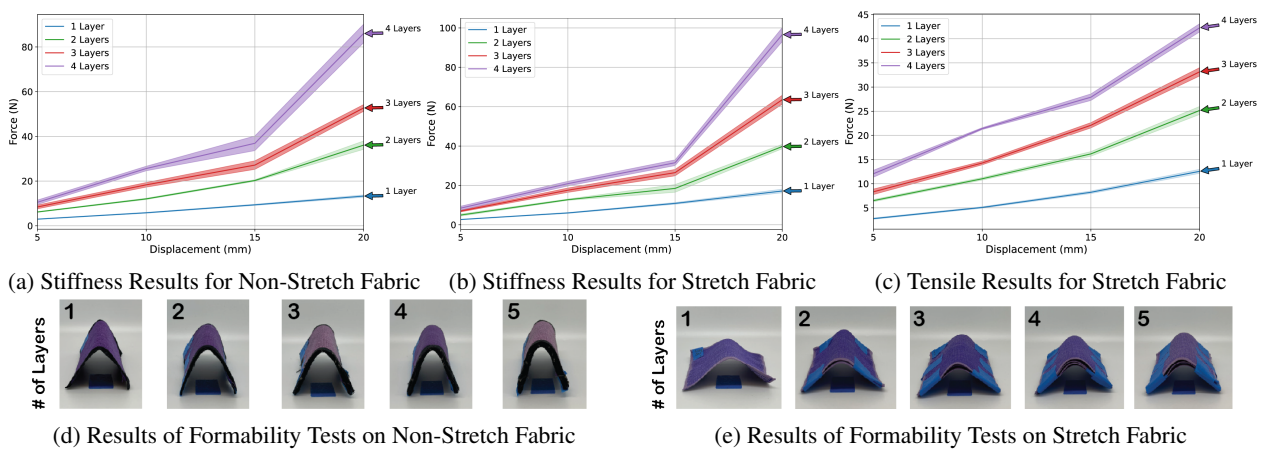 1 Layer
2 Layers
3 Layers
4 Layers
Force (N)
80
60
40
20
0
5
10
15
20
Displacement (mm)
4 Layers
3 Layers
2 Layers
1 Layer
(a) Stiffness Results for Non-Stretch Fabric
1 Layer
2 Layers
3 Layers
4 Layers
Force (N)
100
80
60
40
20
0
5
10
15
20
Displacement (mm)
4 Layers
3 Layers
2 Layers
1 Layer
(b) Stiffness Results for Stretch Fabric
1 Layer
2 Layers
3 Layers
4 Layers
Force (N)
45
40
35
30
25
20
15
10
5
5
10
15
20
Displacement (mm)
4 Layers
3 Layers
2 Layers
1 Layer
(c) Tensile Results for Stretch Fabric
# of Layers
1
2
3
4
5
(d) Results of Formability Tests on Non-Stretch Fabric
# of Layers
1
2
3
4
5
(e) Results of Formability Tests on Stretch Fabric